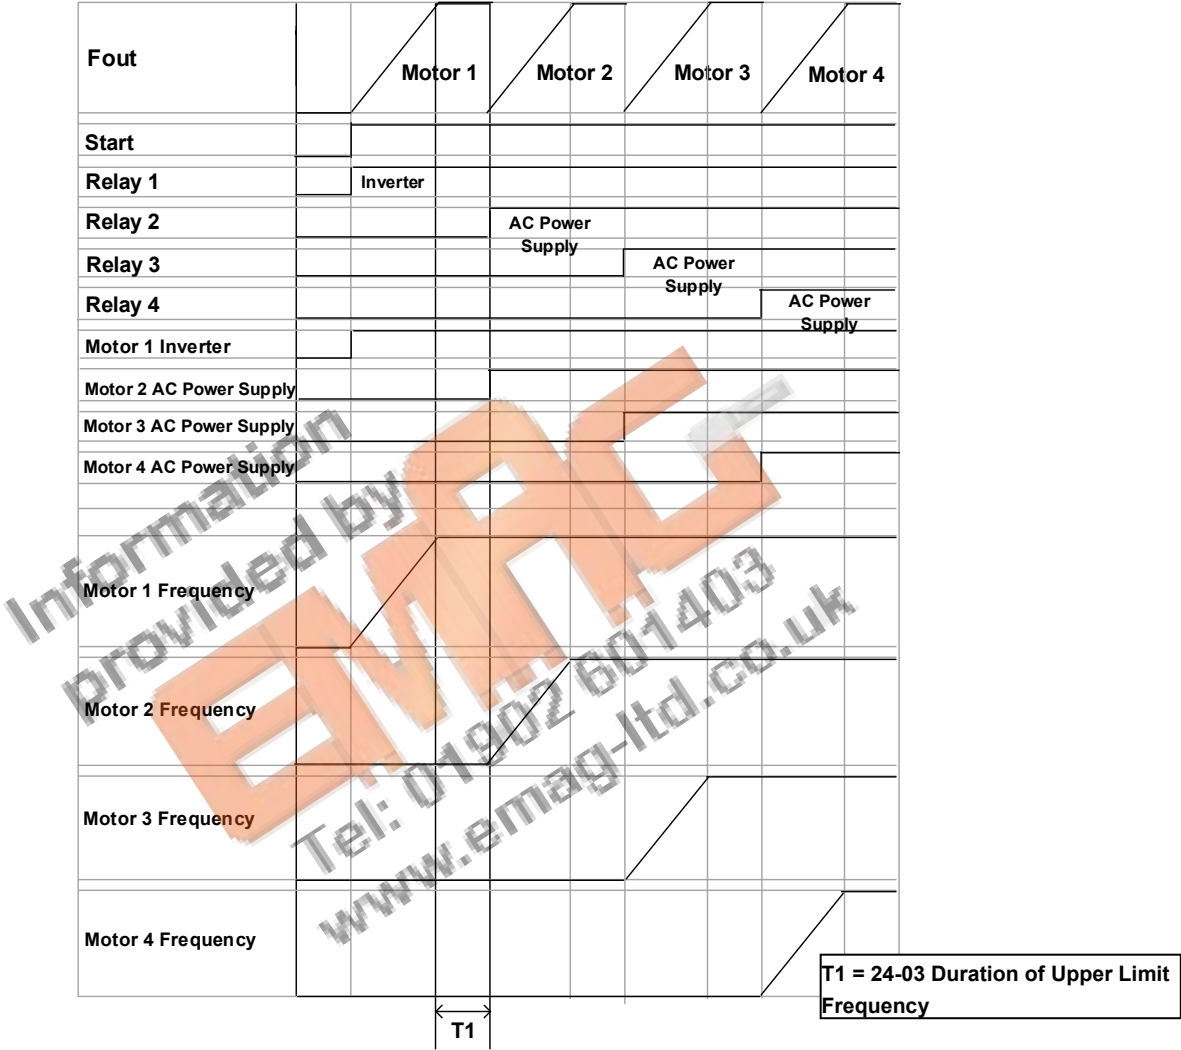 Fout
Motor 1
Motor 2
Motor 3
Motor 4
Start
Relay 1
Inverter
Relay 2
AC Power
Supply
Relay 3
AC Power
Supply
Relay 4
AC Power
Supply
Motor 1 Inverter
Motor 2 AC Power Supply
Motor 3 AC Power Supply
Motor 4 AC Power Supply
Motor 1 Frequency
Motor 2 Frequency
Motor 3 Frequency
Motor 4 Frequency
T1 = 24-03 Duration of Upper Limit
Frequency
T1
Information
provided by
EMAG
Tel: 01902 601403
www.emag-ltd.co.uk